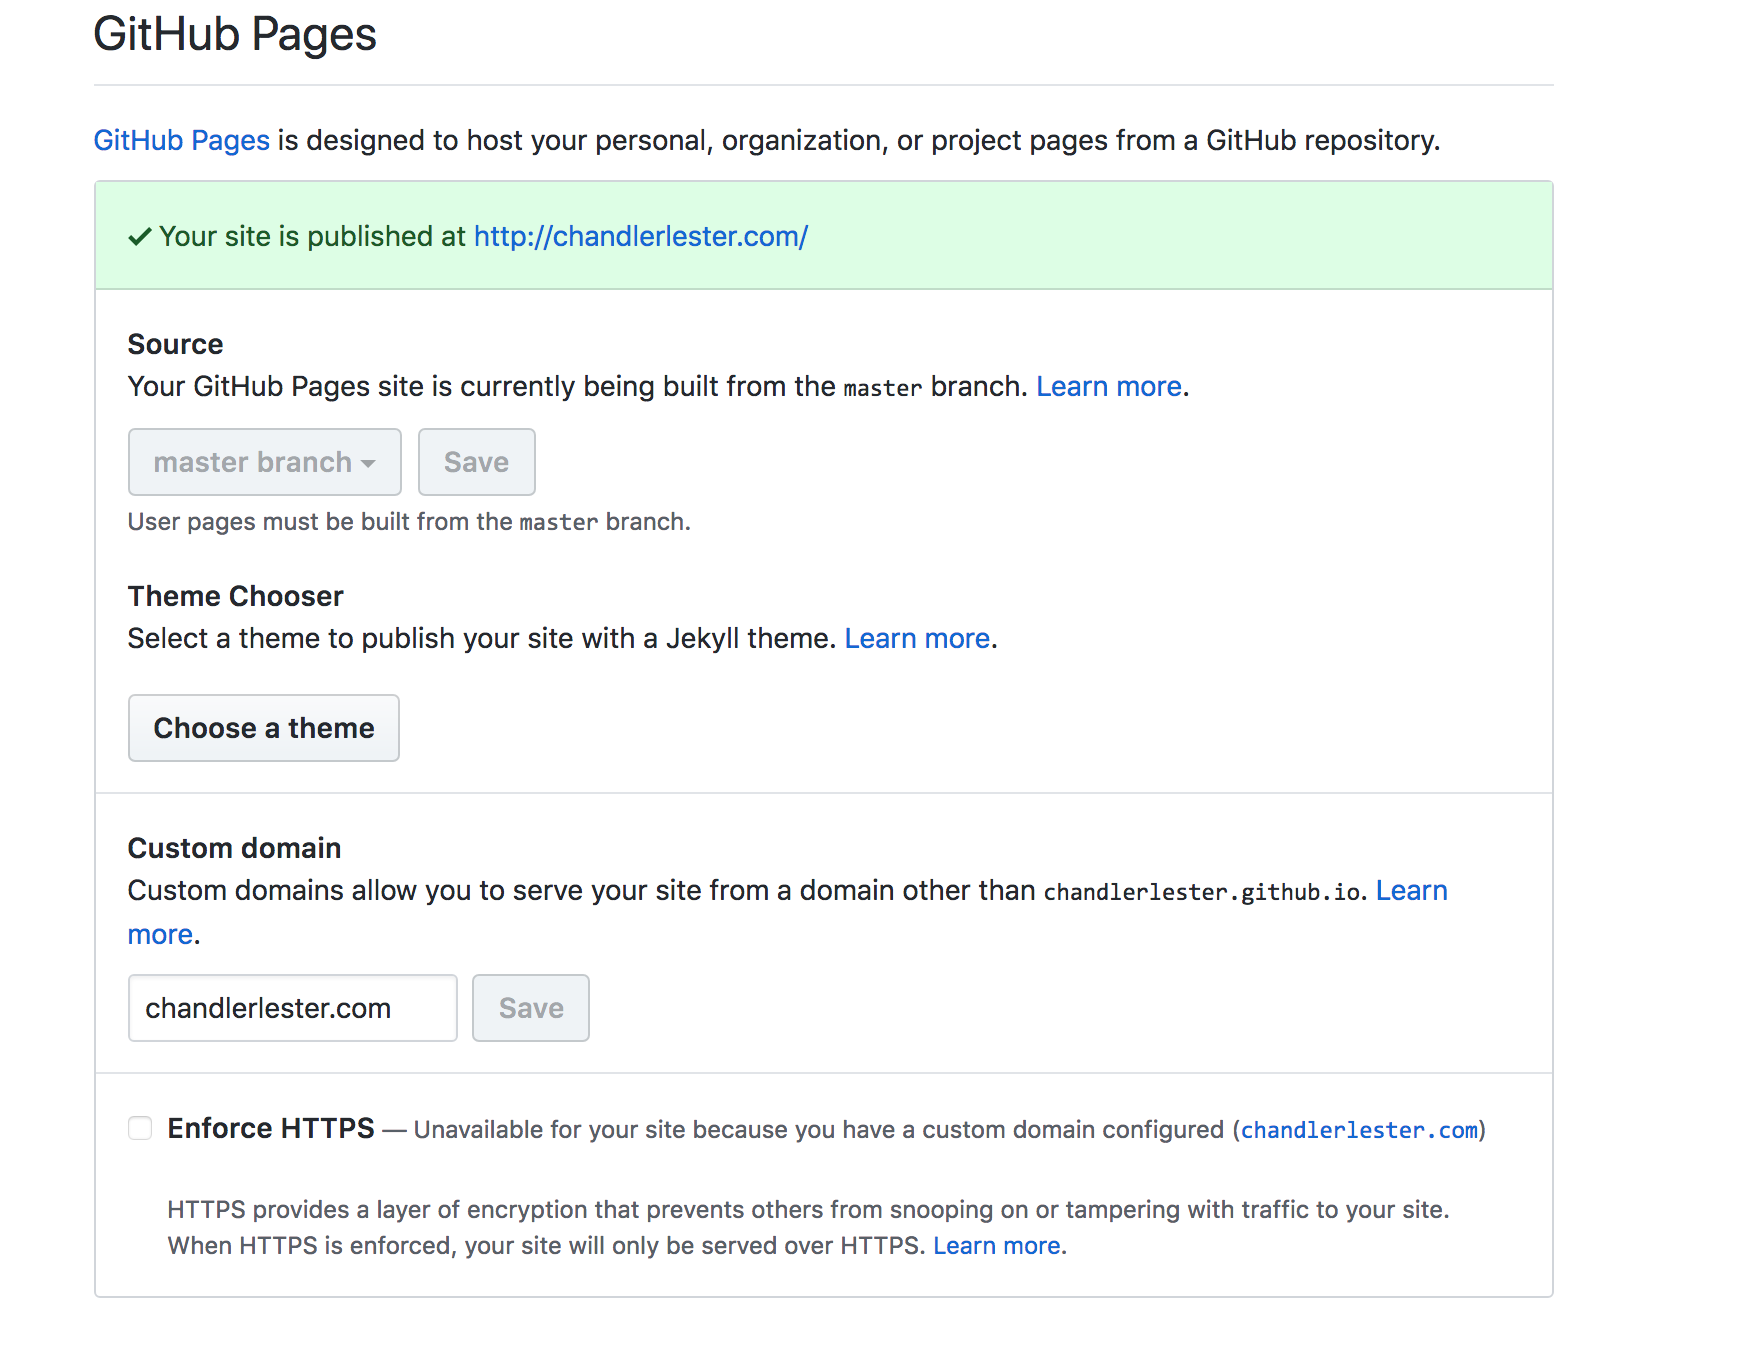 GitHub Pages
GitHub Pages is designed to host your personal, organization, or project pages from a GitHub repository.
Your site is published at http://chandlerlester.com/
Source
Your GitHub Pages site is currently being built from the master branch. Learn more.
master branch
Save
User pages must be built from the master branch.
Theme Chooser
Select a theme to publish your site with a Jekyll theme. Learn more.
Choose a theme
Custom domain
Custom domains allow you to serve your site from a domain other than chandlerlester.github.io. Learn
more.
chandlerlester.com
Save
Enforce HTTPS — Unavailable for your site because you have a custom domain configured (chandlerlester.com)
HTTPS provides a layer of encryption that prevents others from snooping on or tampering with traffic to your site.
When HTTPS is enforced, your site will only be served over HTTPS. Learn more.